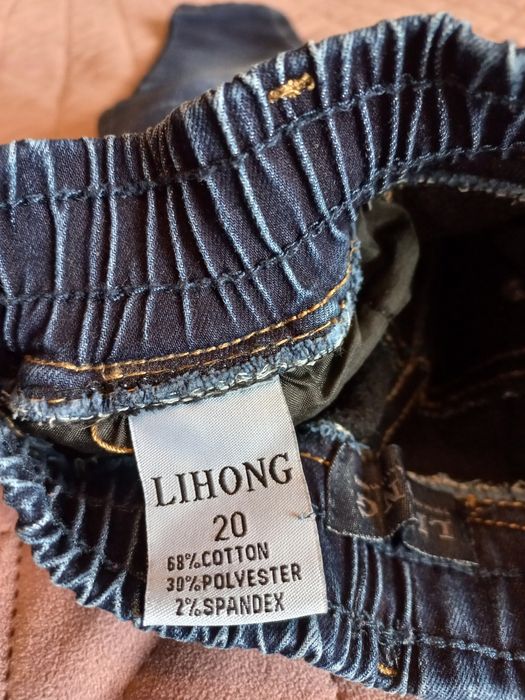 LIHONG
20
68%COTTON
30%POLYESTER
2%SPANDEX